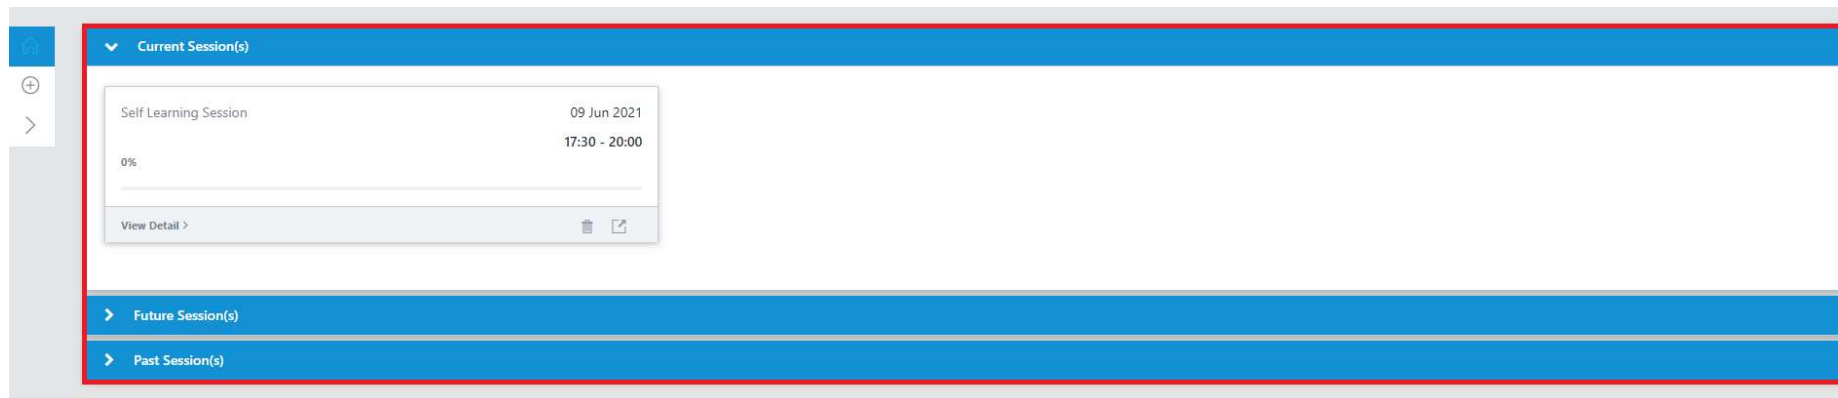 Current Session(s)
Self Learning Session
09 Jun 2021
17:30 - 20:00
0%
View Detail >
Future Session(s)
Past Session(s)